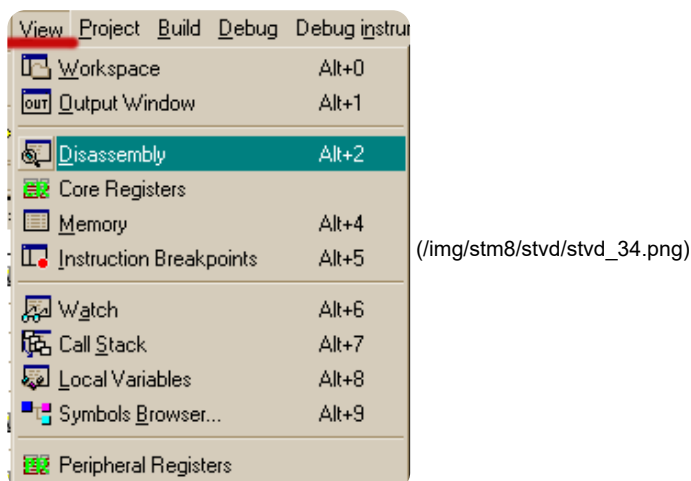 View Project Build Debug Debug instru
Workspace Alt+0
OUT Output Window Alt+1
Disassembly Alt+2
Core Registers
Memory Alt+4
Instruction Breakpoints Alt+5
(/img/stm8/stvd/stvd_34.png)
Watch Alt+6
Call Stack Alt+7
Local Variables Alt+8
Symbols Browser... Alt+9
Peripheral Registers